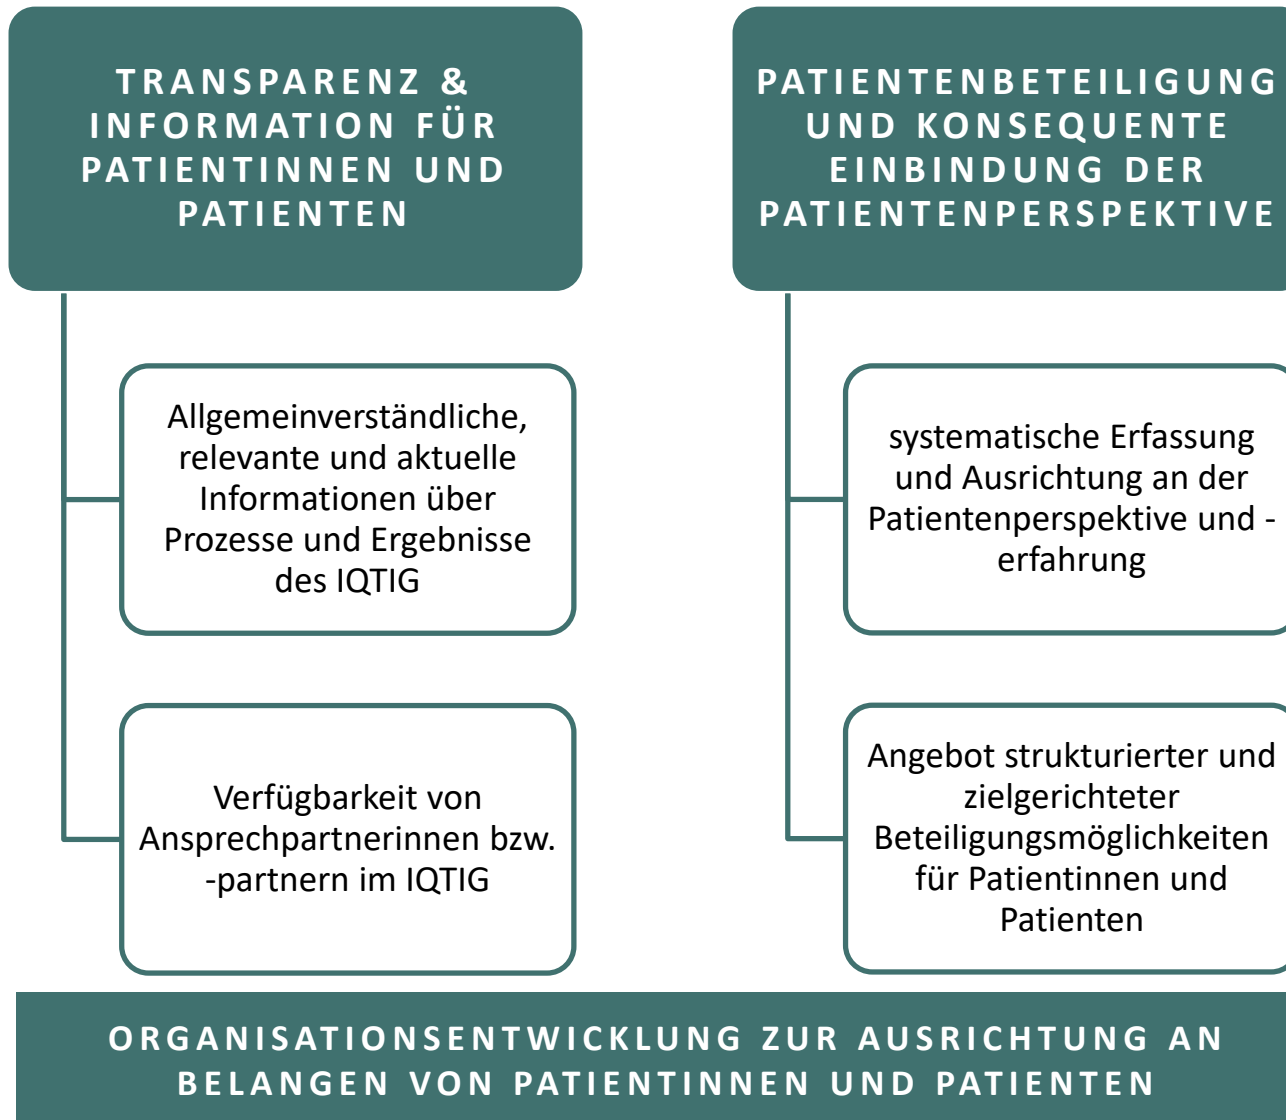 TRANSPARENZ &
INFORMATION FÜR
PATIENTINNEN UND
PATIENTEN
Allgemeinverständliche,
relevante und aktuelle
Informationen über
Prozesse und Ergebnisse
des IQTIG
Verfügbarkeit von
Ansprechpartnerinnen bzw.
-partnern im IQTIG
PATIENTENBETEILIGUNG
UND KONSEQUENTE
EINBINDUNG DER
PATIENTENPERSPEKTIVE
systematische Erfassung
und Ausrichtung an der
Patientenperspektive und -
erfahrung
Angebot strukturierter und
zielgerichteter
Beteiligungsmöglichkeiten
für Patientinnen und
Patienten
ORGANISATIONSENTWICKLUNG ZUR AUSRICHTUNG AN
BELANGEN VON PATIENTINNEN UND PATIENTEN